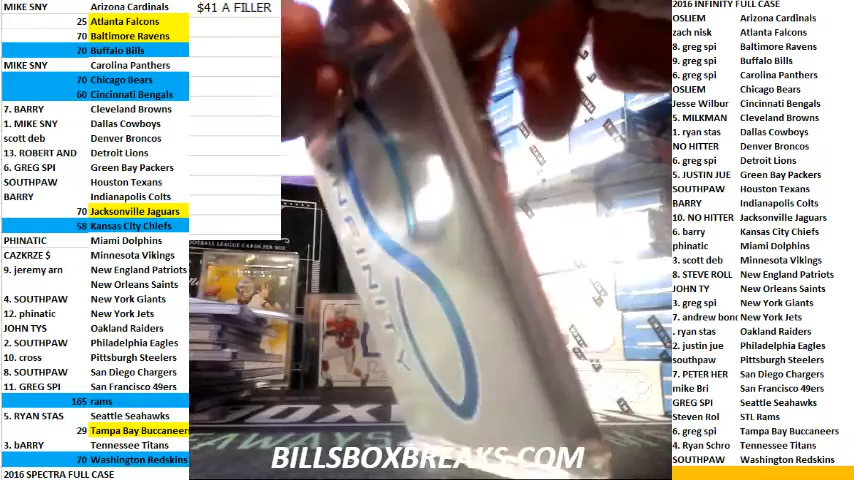 MIKE SNY Arizona Cardinals
25 Atlanta Falcons
70 Baltimore Ravens
70 Buffalo Bills
MIKE SNY Carolina Panthers
70 Chicago Bears
60 Cincinnati Bengals
7. BARRY Cleveland Browns
1. MIKE SNY Dallas Cowboys
scott deb Denver Broncos
13. ROBERT AND Detroit Lions
6. GREG SPI Green Bay Packers
SOUTHPAW Houston Texans
BARRY Indianapolis Colts
70 Jacksonville Jaguars
58 Kansas City Chiefs
PHINATIC Miami Dolphins
CAZKRZE $ Minnesota Vikings
9. jeremy arn New England Patriots
New Orleans Saints
4. SOUTHPAW New York Giants
12. phinatic New York Jets
JOHN TYS Oakland Raiders
2. SOUTHPAW Philadelphia Eagles
10. cross Pittsburgh Steelers
8. SOUTHPAW San Diego Chargers
11. GREG SPI San Francisco 49ers
165 rams
5. RYAN STAS Seattle Seahawks
29 Tampa Bay Buccaneers
3. bARRY Tennessee Titans
70 Washington Redskins
2016 SPECTRA FULL CASE
$41 A FILLER
INFINITY
BILLSBOXBREAKS.COM
2016 INFINITY FULL CASE
OSLIEM Arizona Cardinals
zach nisk Atlanta Falcons
8. greg spi Baltimore Ravens
9. greg spi Buffalo Bills
6. greg spi Carolina Panthers
OSLIEM Chicago Bears
Jesse Wilbur Cincinnati Bengals
5. MILKMAN Cleveland Browns
1. ryan stas Dallas Cowboys
NO HITTER Denver Broncos
6. greg spi Detroit Lions
5. JUSTIN JUE Green Bay Packers
SOUTHPAW Houston Texans
BARRY Indianapolis Colts
10. NO HITTER Jacksonville Jaguars
6. barry Kansas City Chiefs
phinatic Miami Dolphins
3. scott deb Minnesota Vikings
8. STEVE ROLL New England Patriots
JOHN TY New Orleans Saints
3. greg spi New York Giants
7. andrew bond New York Jets
. ryan stas Oakland Raiders
2. justin jue Philadelphia Eagles
southpaw Pittsburgh Steelers
7. PETER HER San Diego Chargers
mike Bri San Francisco 49ers
GREG SPI Seattle Seahawks
Steven Rol STL Rams
6. greg spi Tampa Bay Buccaneers
4. Ryan Schro Tennessee Titans
SOUTHPAW Washington Redskins